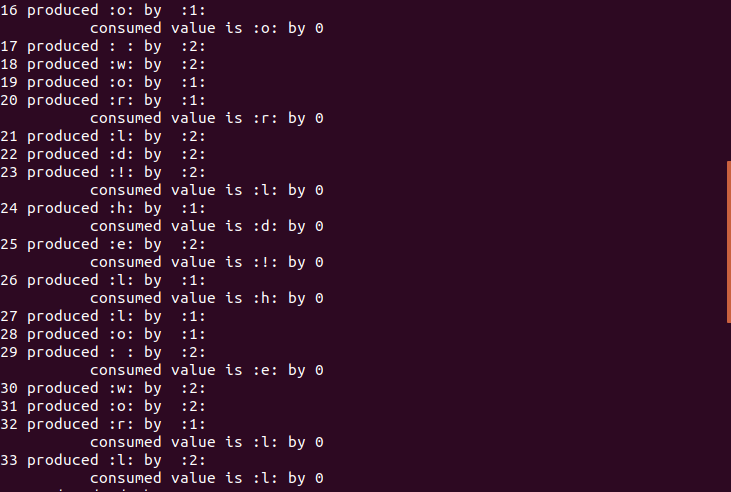 16 produced :o: by  :1:
          consumed value is :o: by 0
17 produced : : by  :2:
18 produced :w: by  :2:
19 produced :o: by  :1:
20 produced :r: by  :1:
          consumed value is :r: by 0
21 produced :l: by  :2:
22 produced :d: by  :2:
23 produced :!: by  :2:
          consumed value is :l: by 0
24 produced :h: by  :1:
          consumed value is :d: by 0
25 produced :e: by  :2:
          consumed value is :!: by 0
26 produced :l: by  :1:
          consumed value is :h: by 0
27 produced :l: by  :1:
28 produced :o: by  :1:
29 produced : : by  :2:
          consumed value is :e: by 0
30 produced :w: by  :2:
31 produced :o: by  :2:
32 produced :r: by  :1:
          consumed value is :l: by 0
33 produced :l: by  :2:
          consumed value is :l: by 0